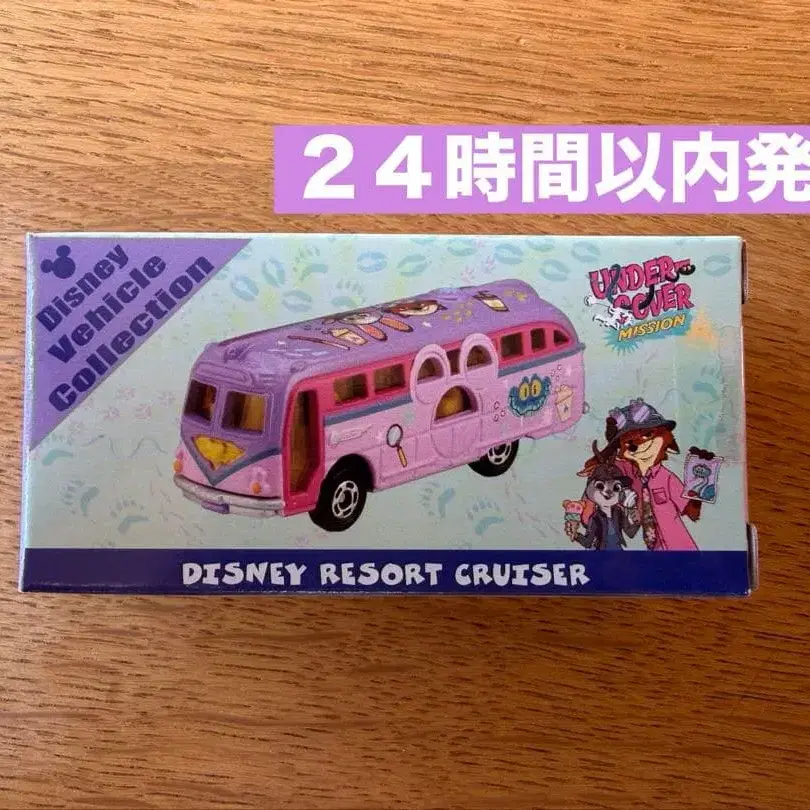 ２４時間以内発
Disney
Vehicle
Collection
UNDER-
COVER
MISSION
DISNEY RESORT CRUISER